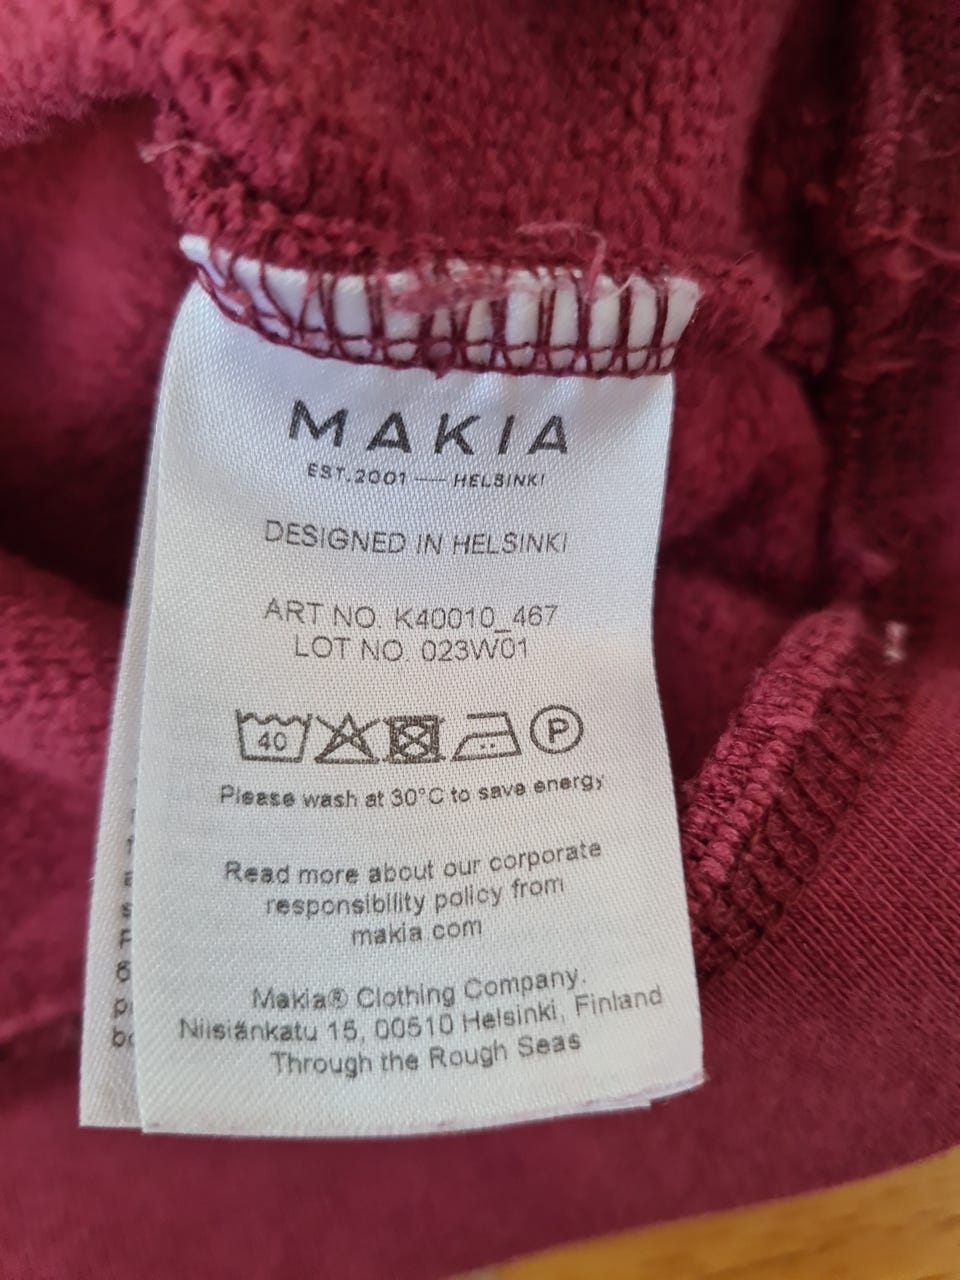 MAKIA
EST.2001 — HELSINKI
DESIGNED IN HELSINKI
ART NO. K40010_467
LOT NO. 023W01
40
P
Please wash at 30°C to save energy
Read more about our corporate
responsibility policy from
makia.com
Makia® Clothing Company.
Niisiänkatu 15, 00510 Helsinki, Finland
Through the Rough Seas